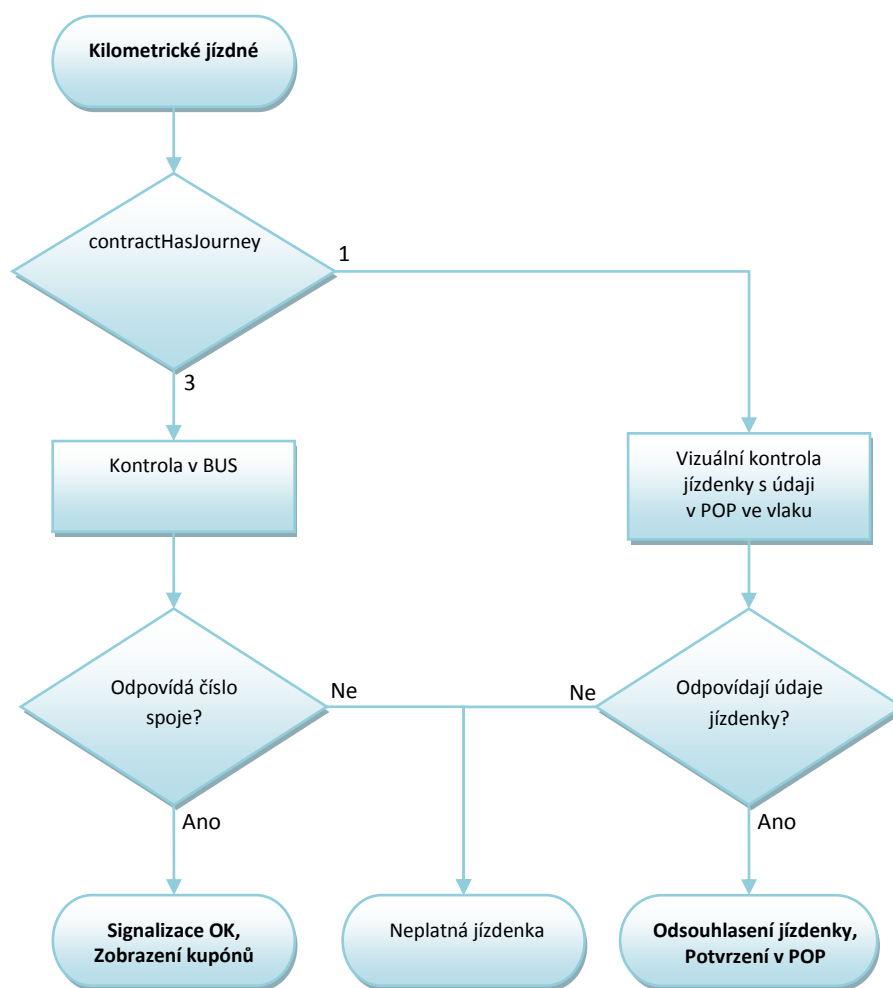 Kilometrické jízdné
contractHasJourney
1
3
Kontrola v BUS
Vizuální kontrola
jízdenky s údaji
v POP ve vlaku
Odpovídá číslo
spoje?
Ne
Ne
Odpovídají údaje
jízdenky?
Ano
Ano
Signalizace OK,
Zobrazení kupónů
Neplatná jízdenka
Odsouhlasení jízdenky,
Potvrzení v POP